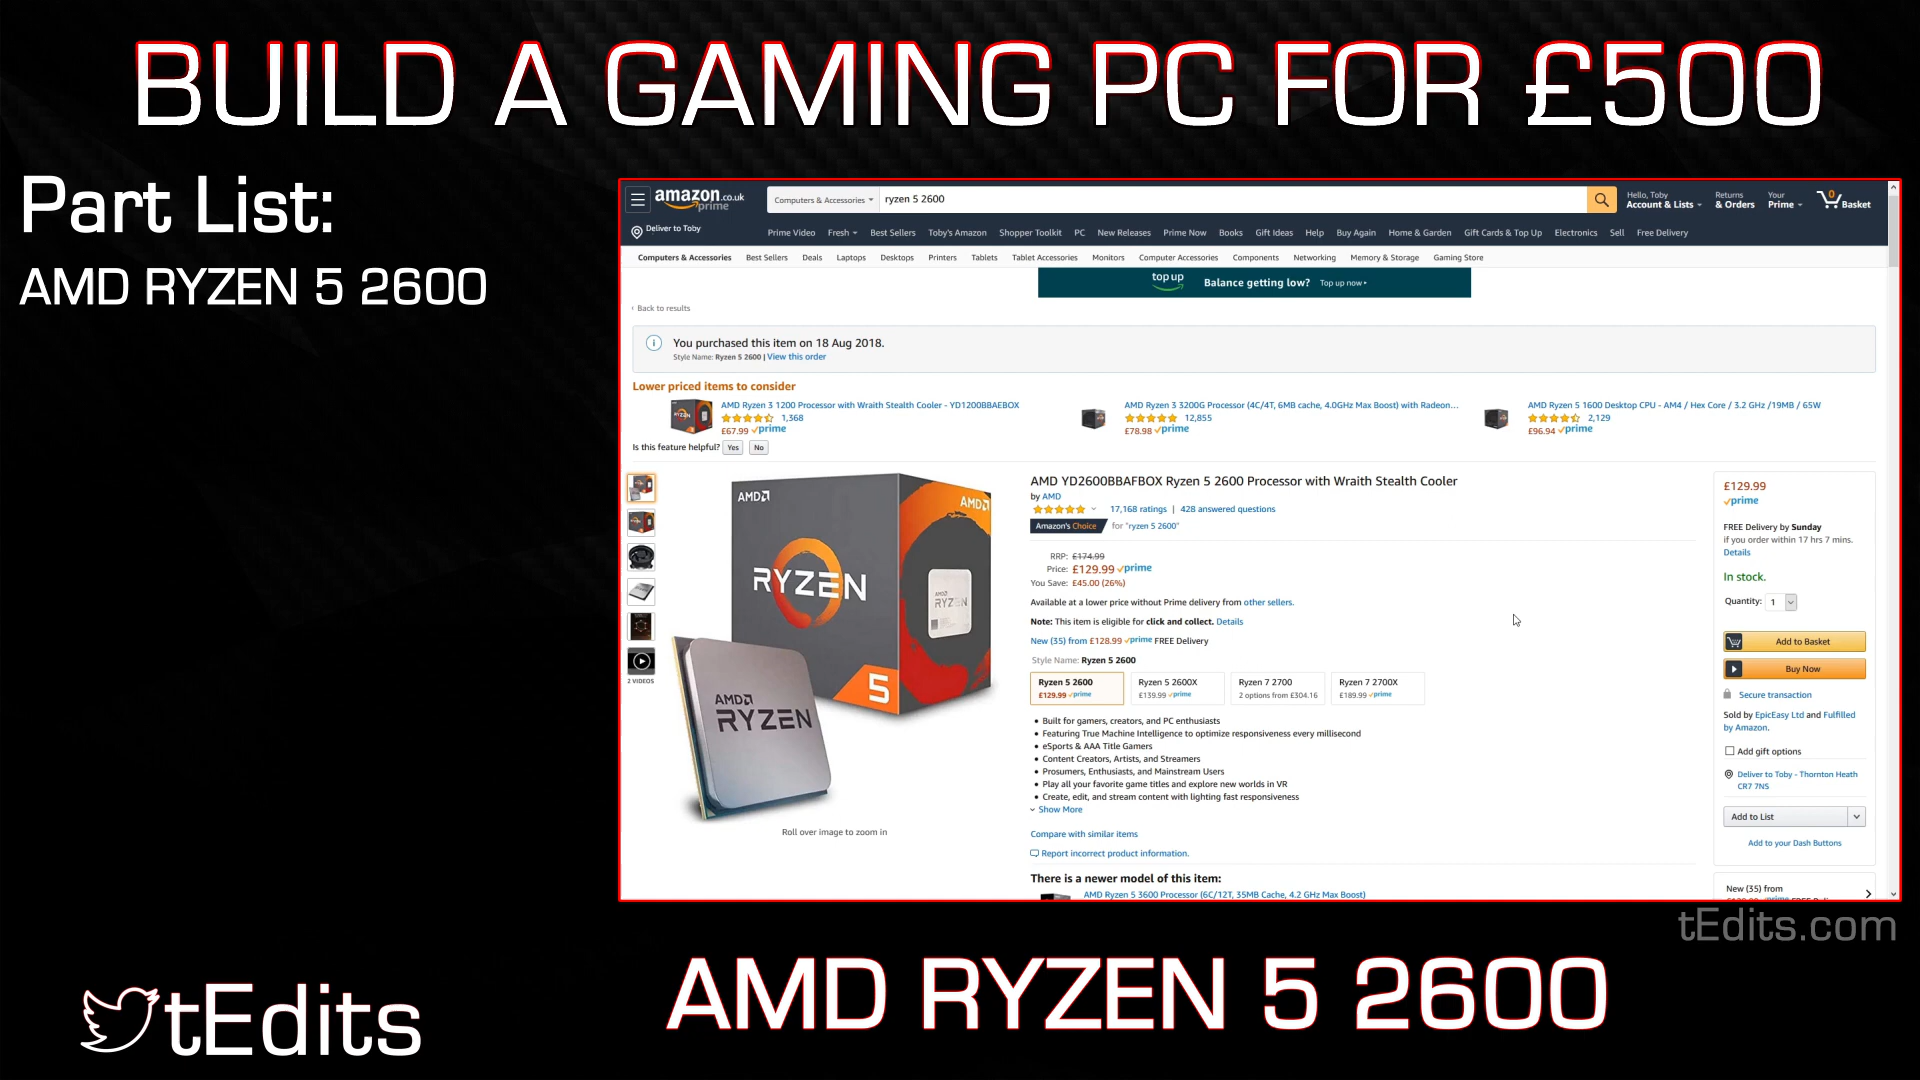 BUILD A GAMING PC FOR £500
Part List:
AMD RYZEN 5 2600
amazon.co.uk
prime
Computers & Accessories
ryzen 5 2600
Hello, Toby
Account & Lists
Returns
& Orders
Your
Prime
0
Basket
Deliver to Toby
Prime Video Fresh Best Sellers Toby's Amazon Shopper Toolkit PC New Releases Prime Now Books Gift Ideas Help Buy Again Home & Garden Gift Cards & Top Up Electronics Sell Free Delivery
Computers & Accessories Best Sellers Deals Laptops Desktops Printers Tablets Tablet Accessories Monitors Computer Accessories Components Networking Memory & Storage Gaming Store
top up Balance getting low? Top up now
‹ Back to results
You purchased this item on 18 Aug 2018.
Style Name: Ryzen 5 2600 | View this order
Lower priced items to consider
AMD Ryzen 3 1200 Processor with Wraith Stealth Cooler - YD1200BBAEBOX
1,368
£67.99 prime
AMD Ryzen 3 3200G Processor (4C/4T, 6MB cache, 4.0GHz Max Boost) with Radeon...
12,855
£78.98 prime
AMD Ryzen 5 1600 Desktop CPU - AM4 / Hex Core / 3.2 GHz /19MB / 65W
2,129
£96.94 prime
Is this feature helpful? Yes No
2 VIDEOS
AMD
AMD
RYZEN
AMD
RYZEN
5
AMD
RYZEN
Roll over image to zoom in
AMD YD2600BBAFBOX Ryzen 5 2600 Processor with Wraith Stealth Cooler
by AMD
17,168 ratings | 428 answered questions
Amazon's Choice for "ryzen 5 2600"
RRP: £174.99
Price: £129.99 prime
You Save: £45.00 (26%)
Available at a lower price without Prime delivery from other sellers.
Note: This item is eligible for click and collect. Details
New (35) from £128.99 prime FREE Delivery
Style Name: Ryzen 5 2600
Ryzen 5 2600
£129.99 prime
Ryzen 5 2600X
£139.99 prime
Ryzen 7 2700
2 options from £304.16
Ryzen 7 2700X
£189.99 prime
• Built for gamers, creators, and PC enthusiasts
• Featuring True Machine Intelligence to optimize responsiveness every millisecond
• eSports & AAA Title Gamers
• Content Creators, Artists, and Streamers
• Prosumers, Enthusiasts, and Mainstream Users
• Play all your favorite game titles and explore new worlds in VR
• Create, edit, and stream content with lighting fast responsiveness
Show More
Compare with similar items
Report incorrect product information.
There is a newer model of this item:
AMD Ryzen 5 3600 Processor (6C/12T, 35MB Cache, 4.2 GHz Max Boost)
£129.99
prime
FREE Delivery by Sunday
if you order within 17 hrs 7 mins.
Details
In stock.
Quantity: 1
Add to Basket
Buy Now
Secure transaction
Sold by EpicEasy Ltd and Fulfilled
by Amazon.
Add gift options
Deliver to Toby - Thornton Heath
CR7 7NS
Add to List
Add to your Dash Buttons
New (35) from
tEdits.com
AMD RYZEN 5 2600
tEdits